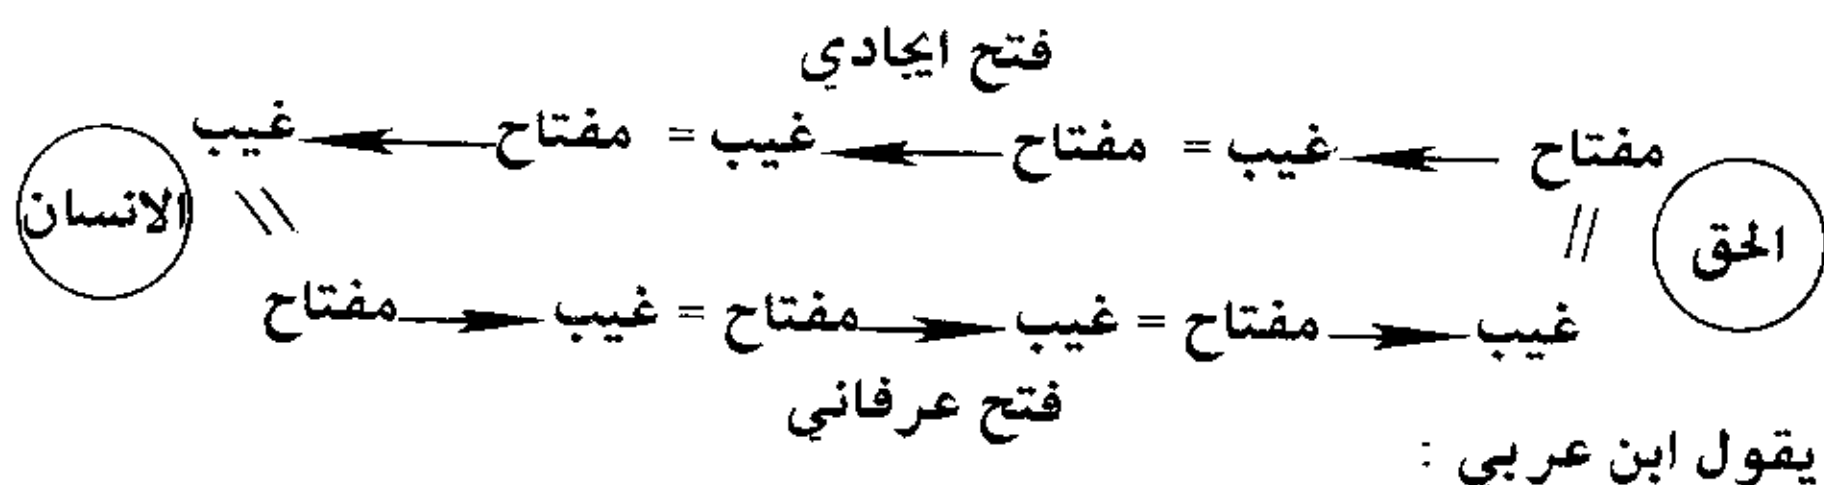 فتح ايجادي
مفتاح ← غيب = مفتاح ← غيب = مفتاح ← غيب
الحق // \\ الانسان
غيب ← مفتاح = غيب ← مفتاح = غيب ← مفتاح
فتح عرفاني
يقول ابن عربي :